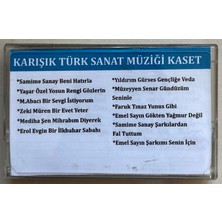 KARIŞIK TÜRK SANAT MÜZİĞİ KASET
*Samime Sanay Beni Hatırla
*Yaşar Özel Yosun Rengi Gözlerin
*M.Abacı Bir Sevgi İstiyorum
*Zeki Müren Bir Evet Yeter
*Mediha Şen Mihrabım Diyerek
*Erol Evgin Bir İlkbahar Sabahı
*Yıldırım Gürses Gençliğe Veda
*Müzeyyen Senar Gündüzüm
Seninle
*Faruk Tınaz Yunus Gibi
*Emel Sayın Gökten Yağmur Değil
*Samime Sanay Şarkılardan
Fal Tuttum
*Emel Sayın Şarkımı Senin İçin